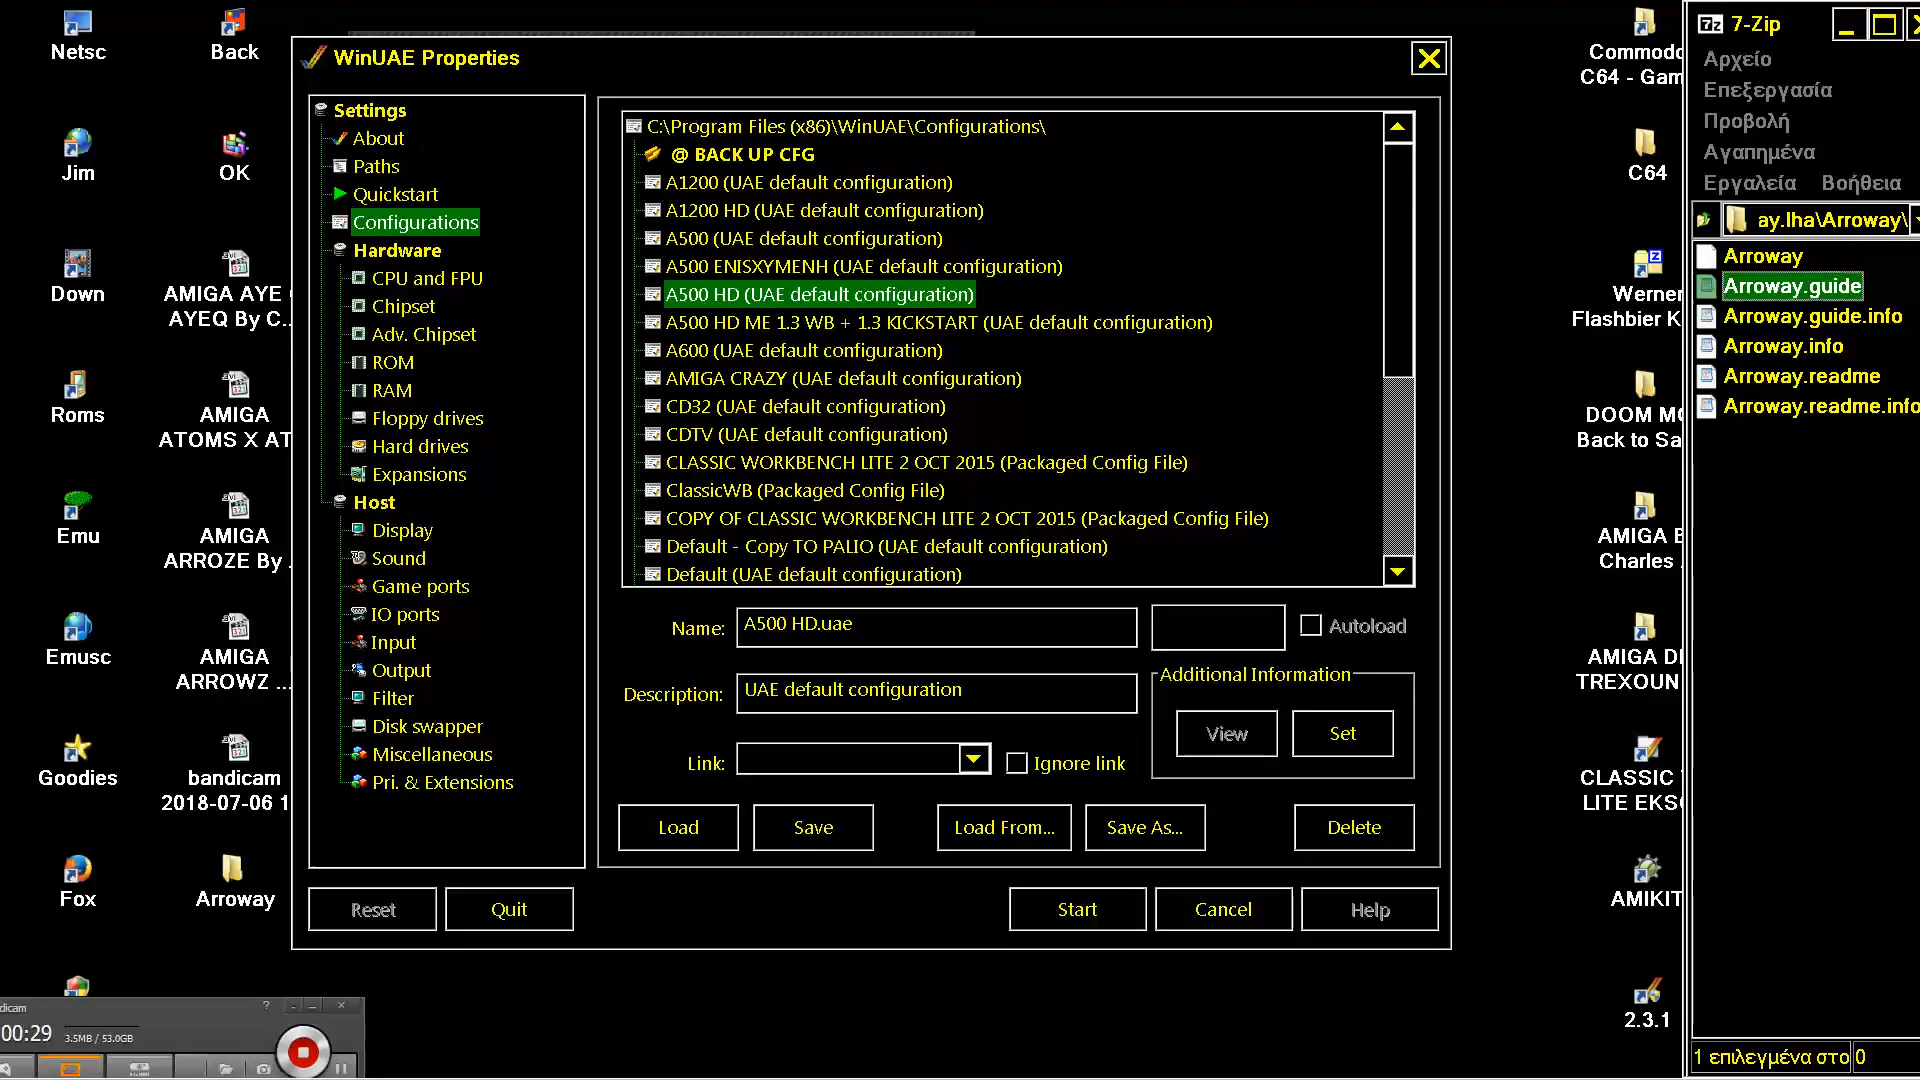 Netsc
Back
Jim
OK
Down
AMIGA AYE
AYEQ By C...
Roms
AMIGA
ATOMS X AT
Emu
AMIGA
ARROZE By .
Emusc
AMIGA
ARROWZ ...
Goodies
bandicam
2018-07-06 1
Fox
Arroway
WinUAE Properties
Settings
About
Paths
Quickstart
Configurations
Hardware
CPU and FPU
Chipset
Adv. Chipset
ROM
RAM
Floppy drives
Hard drives
Expansions
Host
Display
Sound
Game ports
IO ports
Input
Output
Filter
Disk swapper
Miscellaneous
Pri. & Extensions
C:\Program Files (x86)\WinUAE\Configurations\
@ BACK UP CFG
A1200 (UAE default configuration)
A1200 HD (UAE default configuration)
A500 (UAE default configuration)
A500 ENISXYMENH (UAE default configuration)
A500 HD (UAE default configuration)
A500 HD ME 1.3 WB + 1.3 KICKSTART (UAE default configuration)
A600 (UAE default configuration)
AMIGA CRAZY (UAE default configuration)
CD32 (UAE default configuration)
CDTV (UAE default configuration)
CLASSIC WORKBENCH LITE 2 OCT 2015 (Packaged Config File)
ClassicWB (Packaged Config File)
COPY OF CLASSIC WORKBENCH LITE 2 OCT 2015 (Packaged Config File)
Default - Copy TO PALIO (UAE default configuration)
Default (UAE default configuration)
Name: A500 HD.uae Autoload
Description: UAE default configuration
Additional Information
View Set
Link: Ignore link
Load Save Load From... Save As... Delete
Reset Quit Start Cancel Help
Commodo
C64 - Gam
C64
Werner
Flashbier K
DOOM MO
Back to Sa
AMIGA B
Charles
AMIGA DI
TREXOUN
CLASSIC
LITE EKS
AMIKIT
2.3.1
7-Zip
Αρχείο
Επεξεργασία
Προβολή
Αγαπημένα
Εργαλεία Βοήθεια
ay.lha\Arroway\
Arroway
Arroway.guide
Arroway.guide.info
Arroway.info
Arroway.readme
Arroway.readme.info
1 επιλεγμένα στο 0
dicam
00:29 3.5MB / 53.0GB